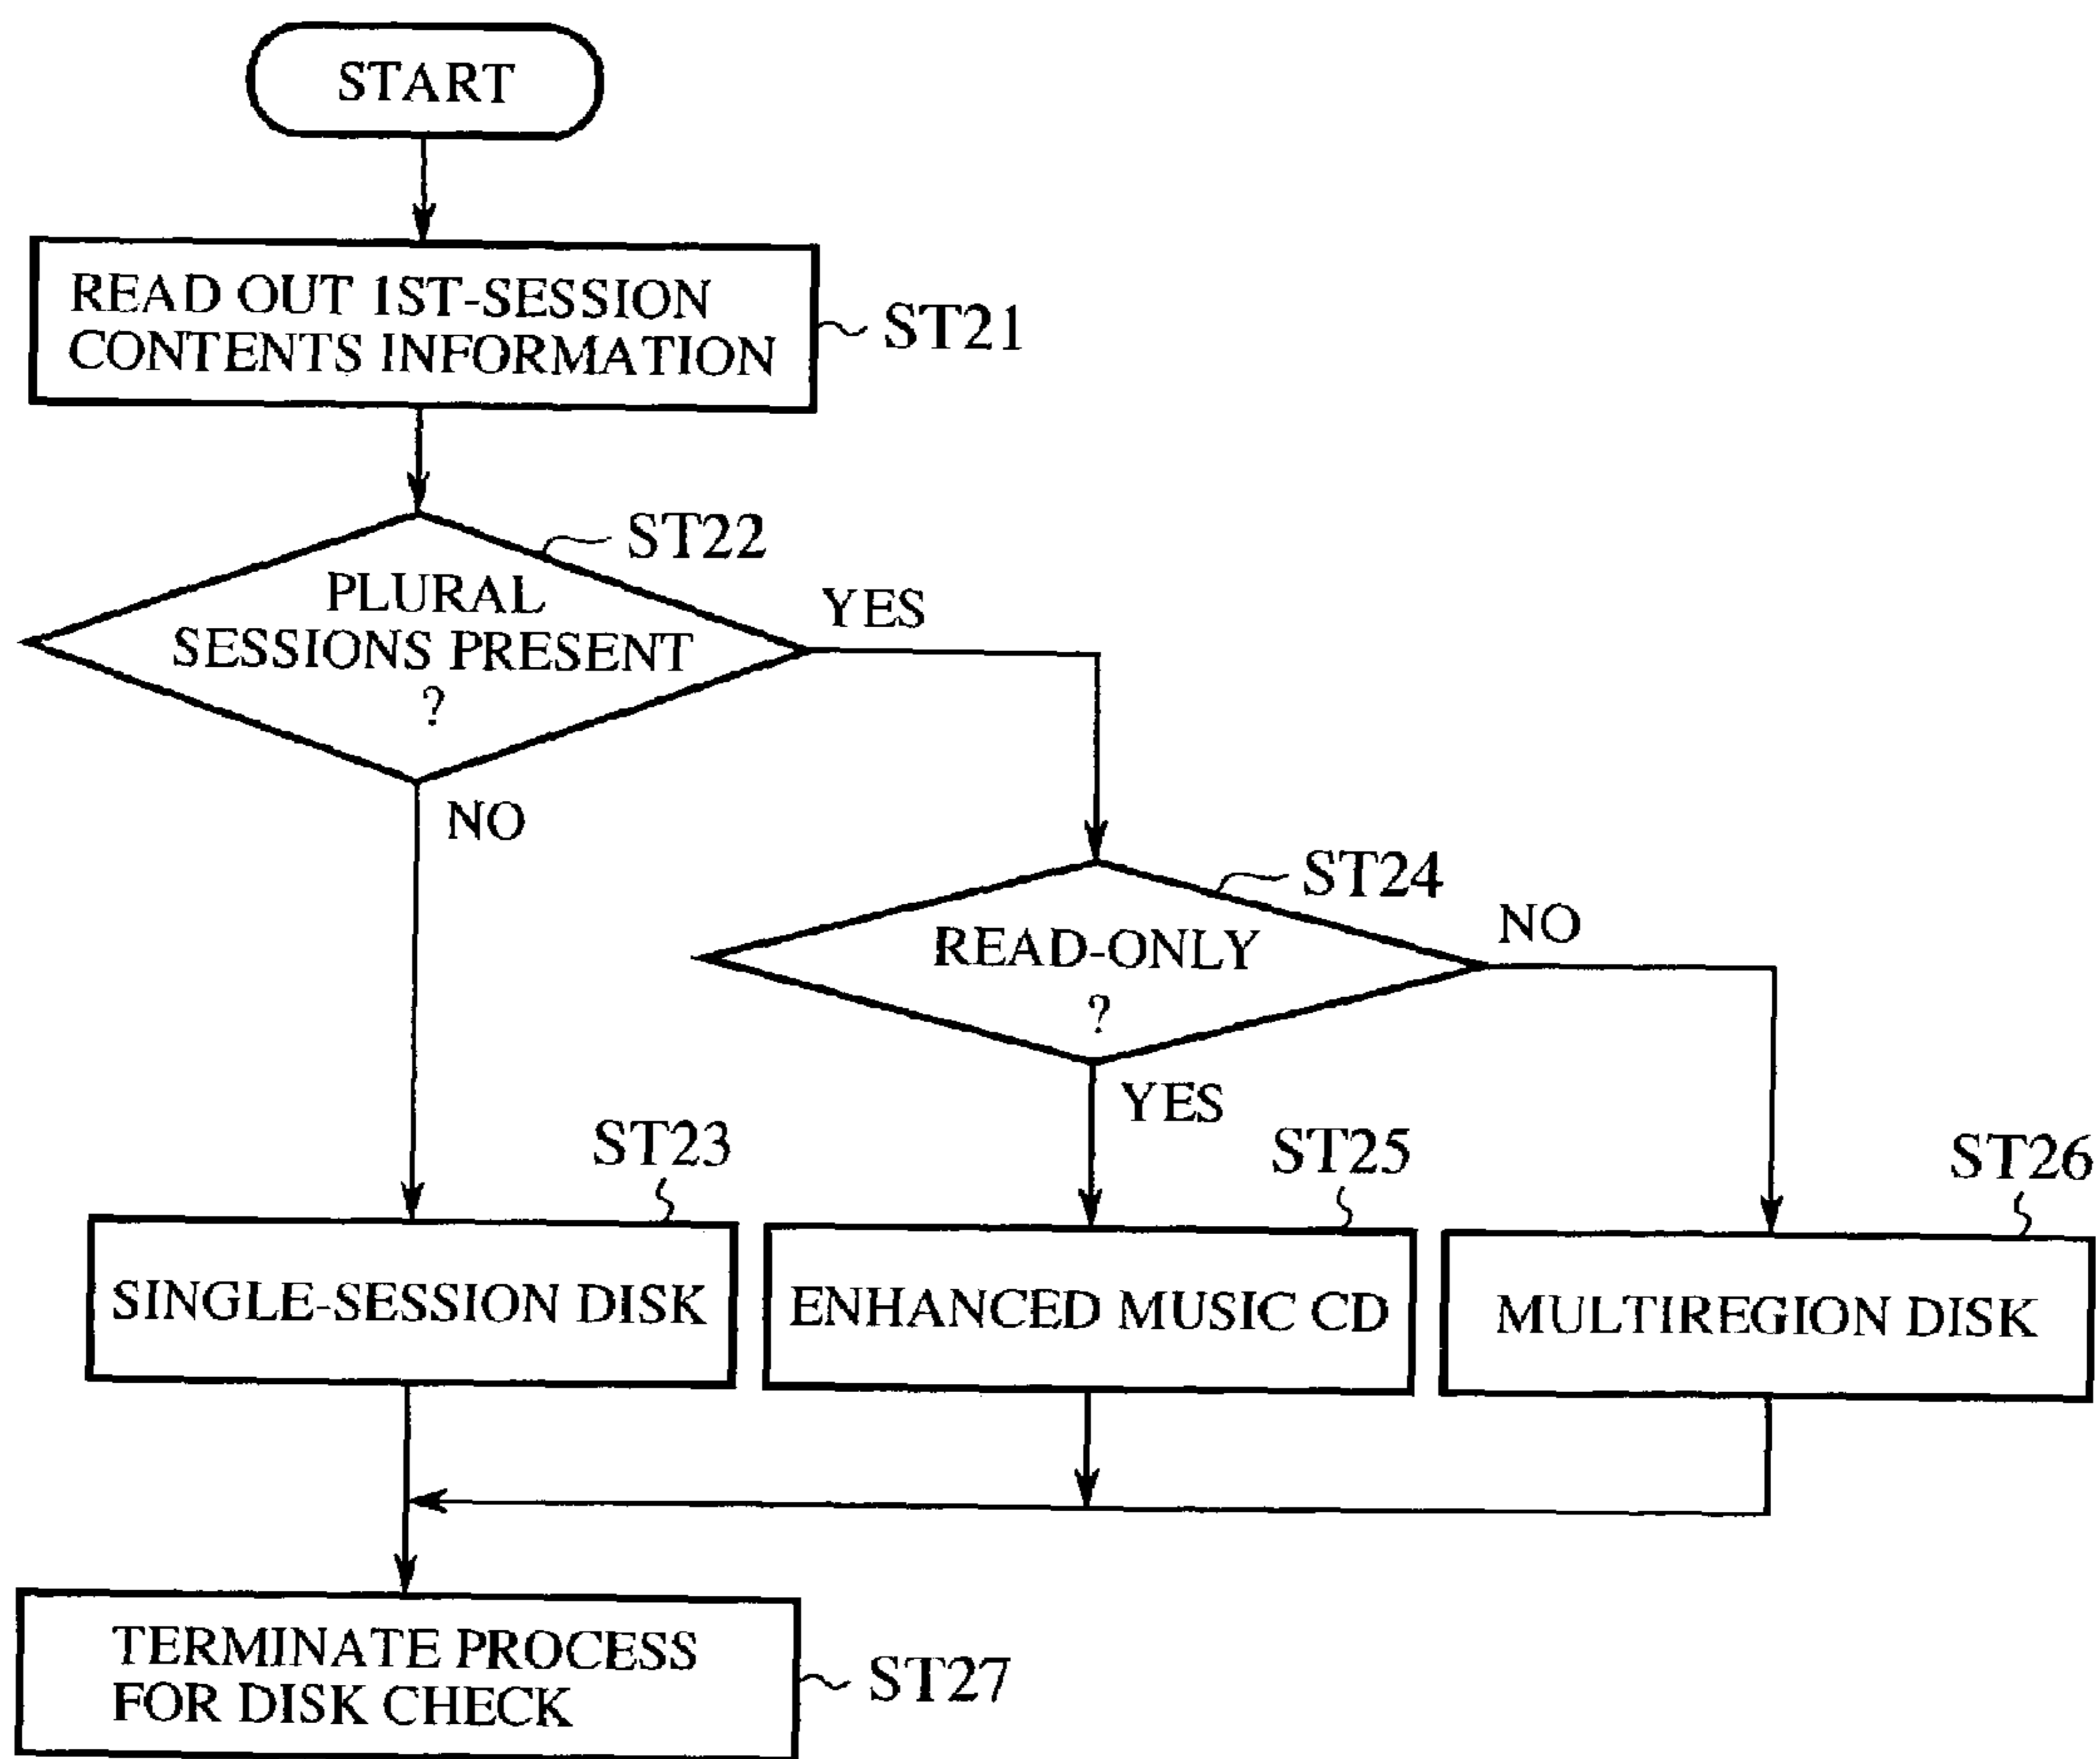 START
READ OUT 1ST-SESSION
CONTENTS INFORMATION
ST21
ST22
PLURAL
SESSIONS PRESENT
?
YES
NO
ST24
READ-ONLY
?
NO
YES
ST23
ST25
ST26
SINGLE-SESSION DISK
ENHANCED MUSIC CD
MULTIREGION DISK
TERMINATE PROCESS
FOR DISK CHECK
ST27